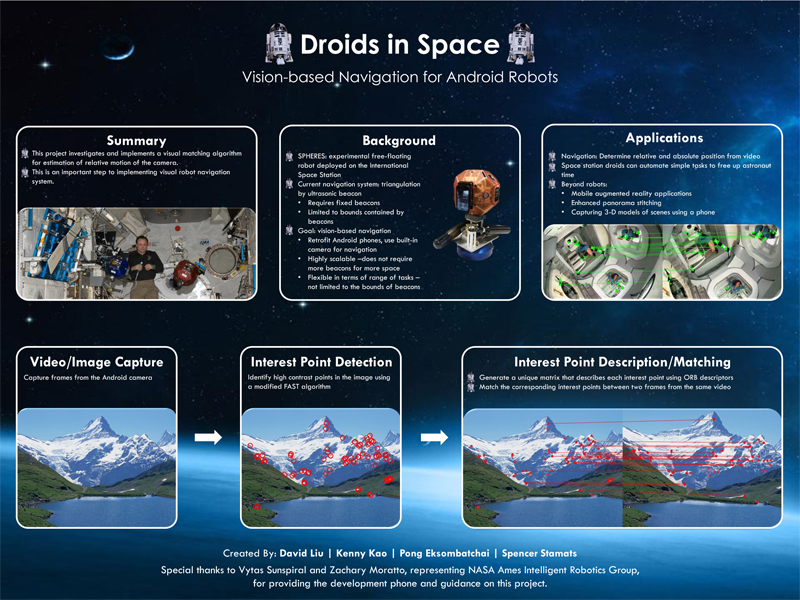 Droids in Space
Vision-based Navigation for Android Robots
Summary
This project investigates and implements a visual matching algorithm
for estimation of relative motion of the camera.
This is an important step to implementing visual robot navigation
system.
Background
SPHERES: experimental free-floating
robot deployed on the International
Space Station
Current navigation system: triangulation
by ultrasonic beacon
• Requires fixed beacons
• Limited to bounds contained by
beacons
Goal: vision-based navigation
• Retrofit Android phones, use built-in
camera for navigation
• Highly scalable –does not require
more beacons for more space
• Flexible in terms of range of tasks –
not limited to the bounds of beacons
Applications
Navigation: Determine relative and absolute position from video
Space station droids can automate simple tasks to free up astronaut
time
Beyond robots:
• Mobile augmented reality applications
• Enhanced panorama stitching
• Capturing 3-D models of scenes using a phone
Video/Image Capture
Capture frames from the Android camera
Interest Point Detection
Identify high contrast points in the image using
a modified FAST algorithm
Interest Point Description/Matching
Generate a unique matrix that describes each interest point using ORB descriptors
Match the corresponding interest points between two frames from the same video
Created By: David Liu | Kenny Kao | Pong Eksombatchai | Spencer Stamats
Special thanks to Vytas Sunspiral and Zachary Moratto, representing NASA Ames Intelligent Robotics Group,
for providing the development phone and guidance on this project.